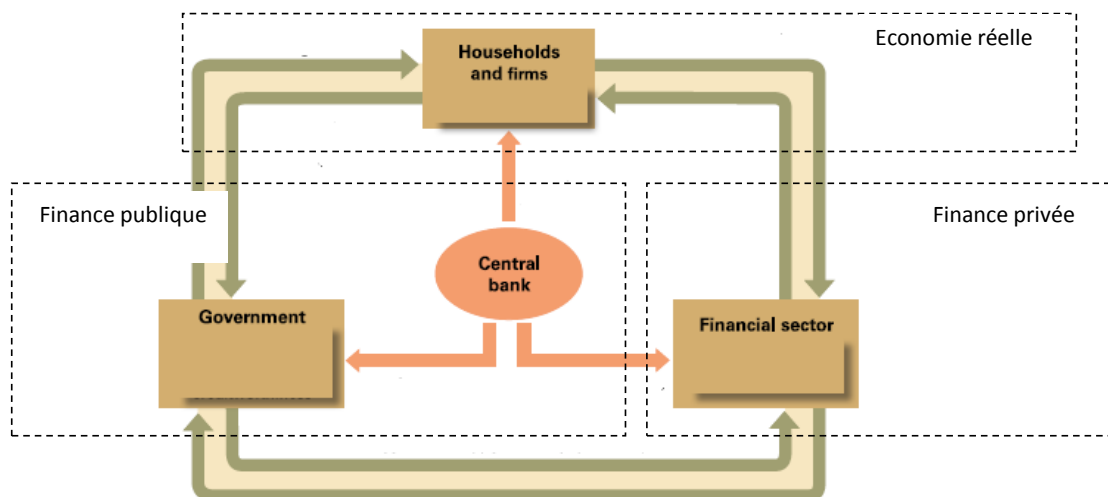 Economie réelle
Households
and firms
Finance publique
Finance privée
Central
bank
Government
Financial sector